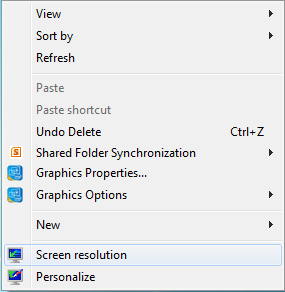 View
Sort by
Refresh
Paste
Paste shortcut
Undo Delete Ctrl+Z
Shared Folder Synchronization
Graphics Properties...
Graphics Options
New
Screen resolution
Personalize